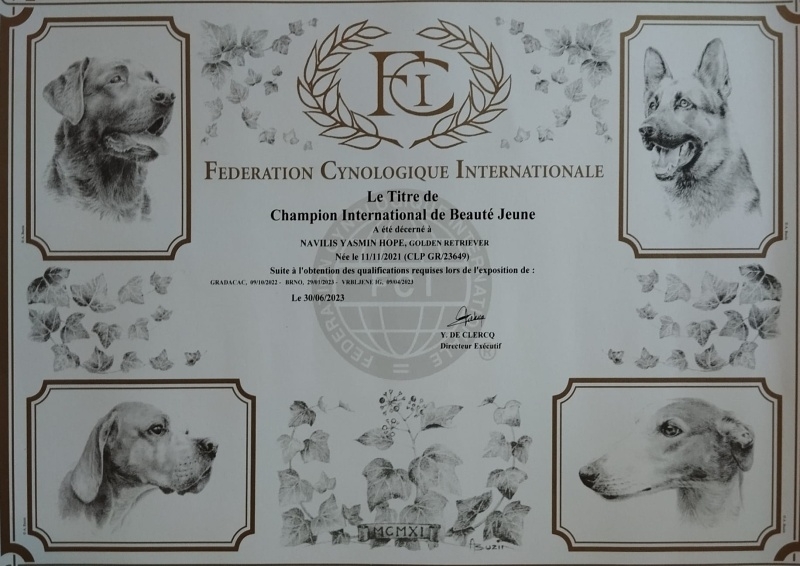 FCI
FEDERATION CYNOLOGIQUE INTERNATIONALE
Le Titre de
Champion International de Beauté Jeune
A été décerné à
NAVILIS YASMIN HOPE, GOLDEN RETRIEVER
Née le 11/11/2021 (CLP GR/23649)
Suite à l'obtention des qualifications requises lors de l'exposition de :
GRADACAC, 09/10/2022 - BRNO, 29/01/2023 - VRBLJENE IG, 09/04/2023
Le 30/06/2023
Y. DE CLERCQ
Directeur Exécutif
MCMXI